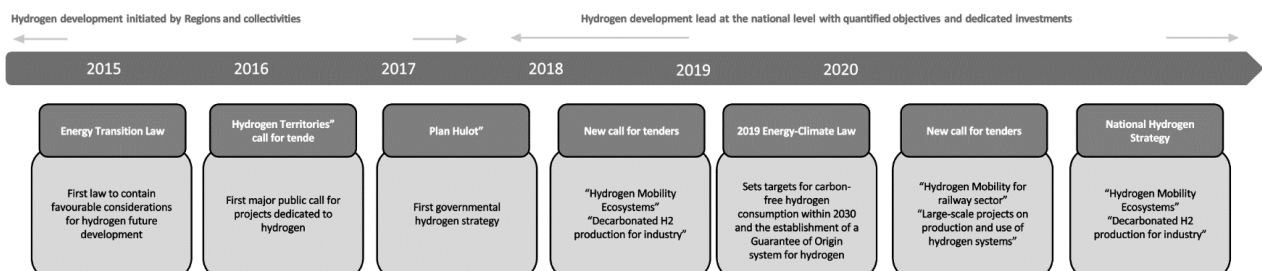 Hydrogen development initiated by Regions and collectivities
Hydrogen development lead at the national level with quantified objectives and dedicated investments
2015
2016
2017
2018
2019
2020
Energy Transition Law
First law to contain
favourable considerations
for hydrogen future
development
Hydrogen Territories”
call for tende
First major public call for
projects dedicated to
hydrogen
Plan Hulot”
First governmental
hydrogen strategy
New call for tenders
“Hydrogen Mobility
Ecosystems”
“Decarbonated H2
production for industry”
2019 Energy-Climate Law
Sets targets for carbon-
free hydrogen
consumption within 2030
and the establishment of a
Guarantee of Origin
system for hydrogen
New call for tenders
“Hydrogen Mobility for
railway sector”
“Large-scale projects on
production and use of
hydrogen systems”
National Hydrogen
Strategy
“Hydrogen Mobility
Ecosystems”
“Decarbonated H2
production for industry”